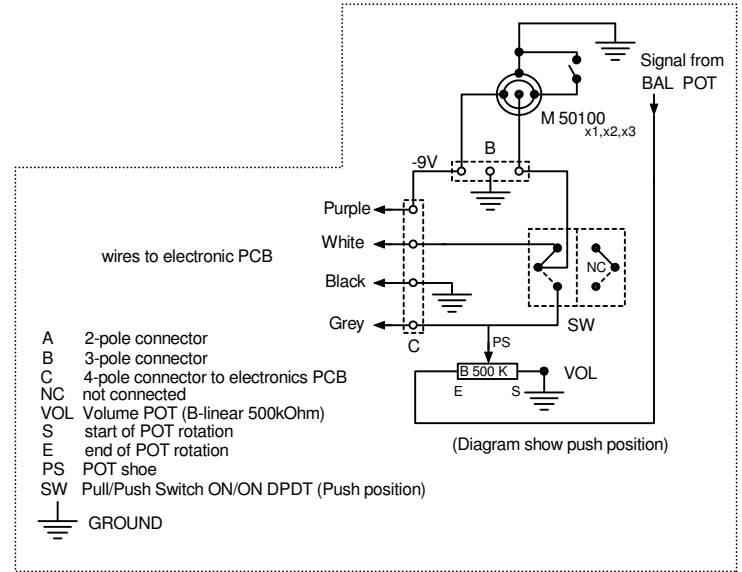 Signal from
BAL POT
M 50100
x1,x2,x3
B
-9V
Purple
White
wires to electronic PCB
NC
Black
Grey
SW
C
PS
B 500 K
VOL
E
S
(Diagram show push position)
A 2-pole connector
B 3-pole connector
C 4-pole connector to electronics PCB
NC not connected
VOL Volume POT (B-linear 500kOhm)
S start of POT rotation
E end of POT rotation
PS POT shoe
SW Pull/Push Switch ON/ON DPDT (Push position)
GROUND